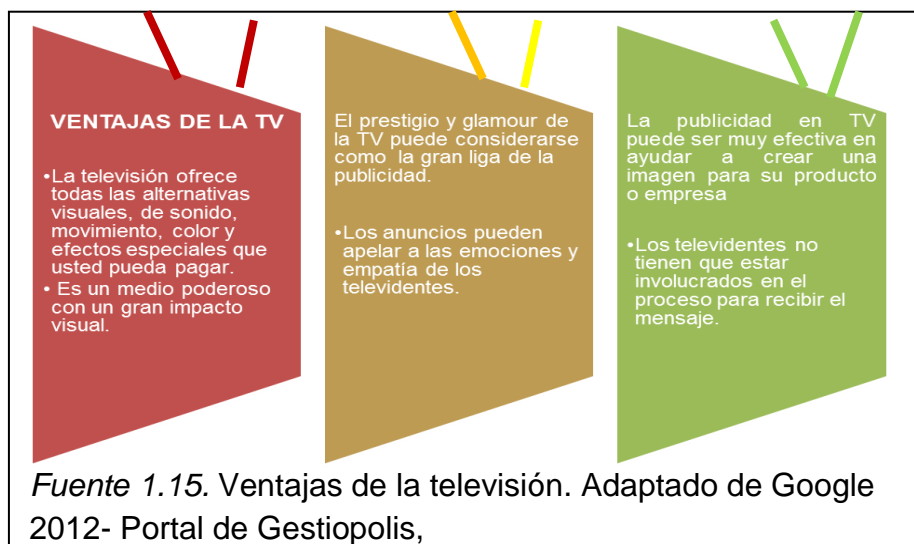 VENTAJAS DE LA TV
•La televisión ofrece
todas las alternativas
visuales, de sonido,
movimiento, color y
efectos especiales que
usted pueda pagar.
• Es un medio poderoso
con un gran impacto
visual.
El prestigio y glamour de
la TV puede considerarse
como la gran liga de la
publicidad.
•Los anuncios pueden
apelar a las emociones y
empatía de los
televidentes.
La publicidad en TV
puede ser muy efectiva en
ayudar a crear una
imagen para su producto
o empresa
•Los televidentes no
tienen que estar
involucrados en el
proceso para recibir el
mensaje.
Fuente 1.15. Ventajas de la televisión. Adaptado de Google
2012- Portal de Gestiopolis,